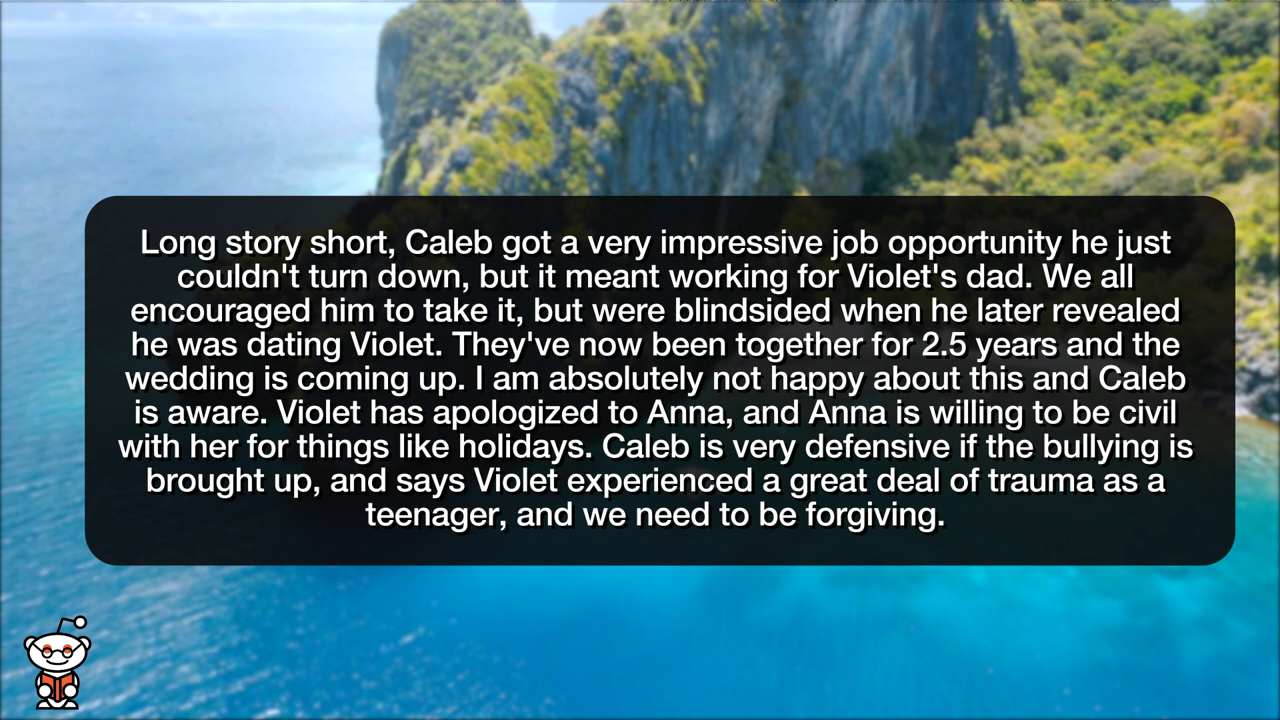 Long story short, Caleb got a very impressive job opportunity he just
couldn't turn down, but it meant working for Violet's dad. We all
encouraged him to take it, but were blindsided when he later revealed
he was dating Violet. They've now been together for 2.5 years and the
wedding is coming up. I am absolutely not happy about this and Caleb
is aware. Violet has apologized to Anna, and Anna is willing to be civil
with her for things like holidays. Caleb is very defensive if the bullying is
brought up, and says Violet experienced a great deal of trauma as a
teenager, and we need to be forgiving.